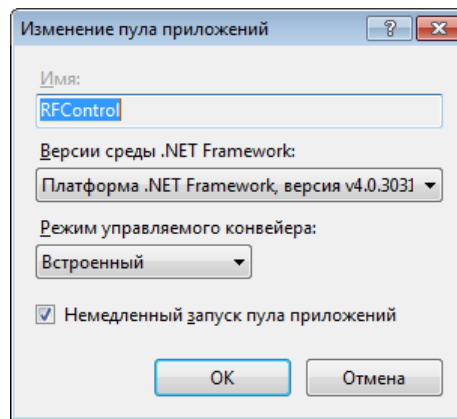 Изменение пула приложений
Имя:
RFControl
Версии среды .NET Framework:
Платформа .NET Framework, версия v4.0.3031
Режим управляемого конвейера:
Встроенный
Немедленный запуск пула приложений
ОК
Отмена